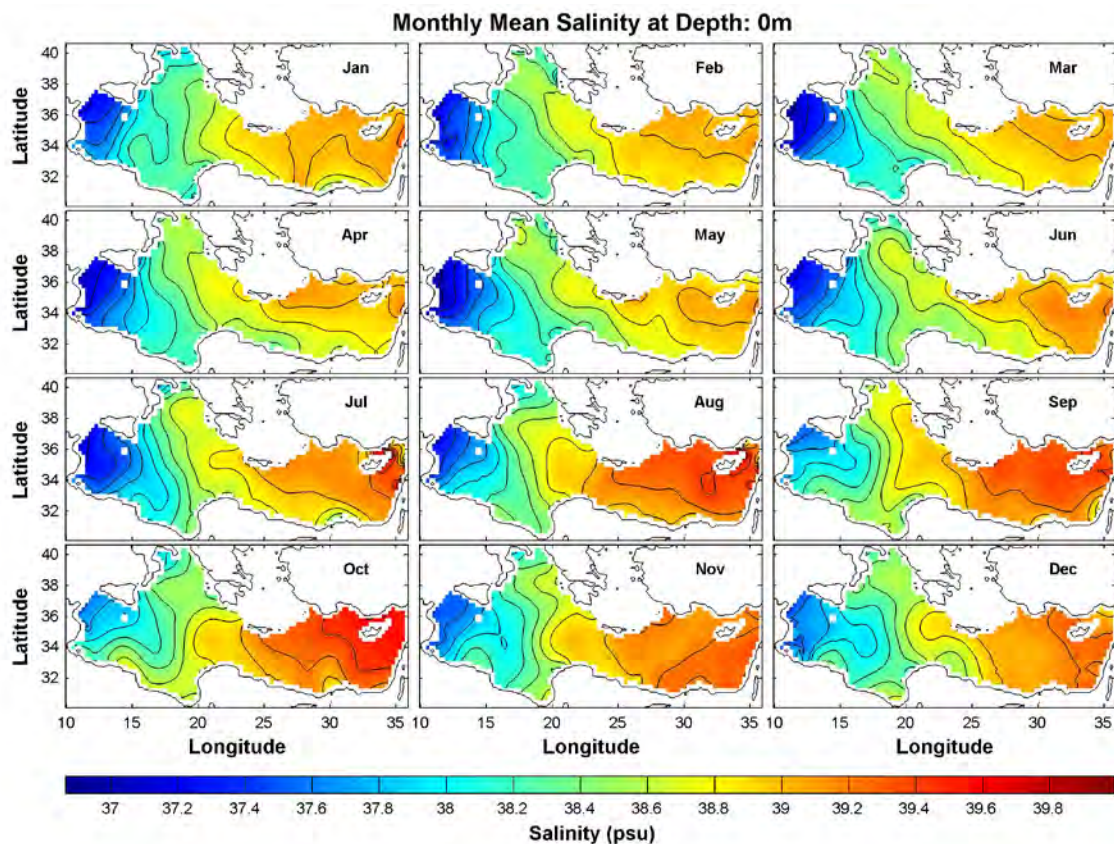 Monthly Mean Salinity at Depth: 0m
Jan Feb Mar
40
38
36
34
32
Latitude
Apr May Jun
40
38
36
34
32
Latitude
Jul Aug Sep
40
38
36
34
32
Latitude
Oct Nov Dec
40
38
36
34
32
Latitude
10 15 20 25 30 35 10 15 20 25 30 35 10 15 20 25 30 35
Longitude Longitude Longitude
37 37.2 37.4 37.6 37.8 38 38.2 38.4 38.6 38.8 39 39.2 39.4 39.6 39.8
Salinity (psu)